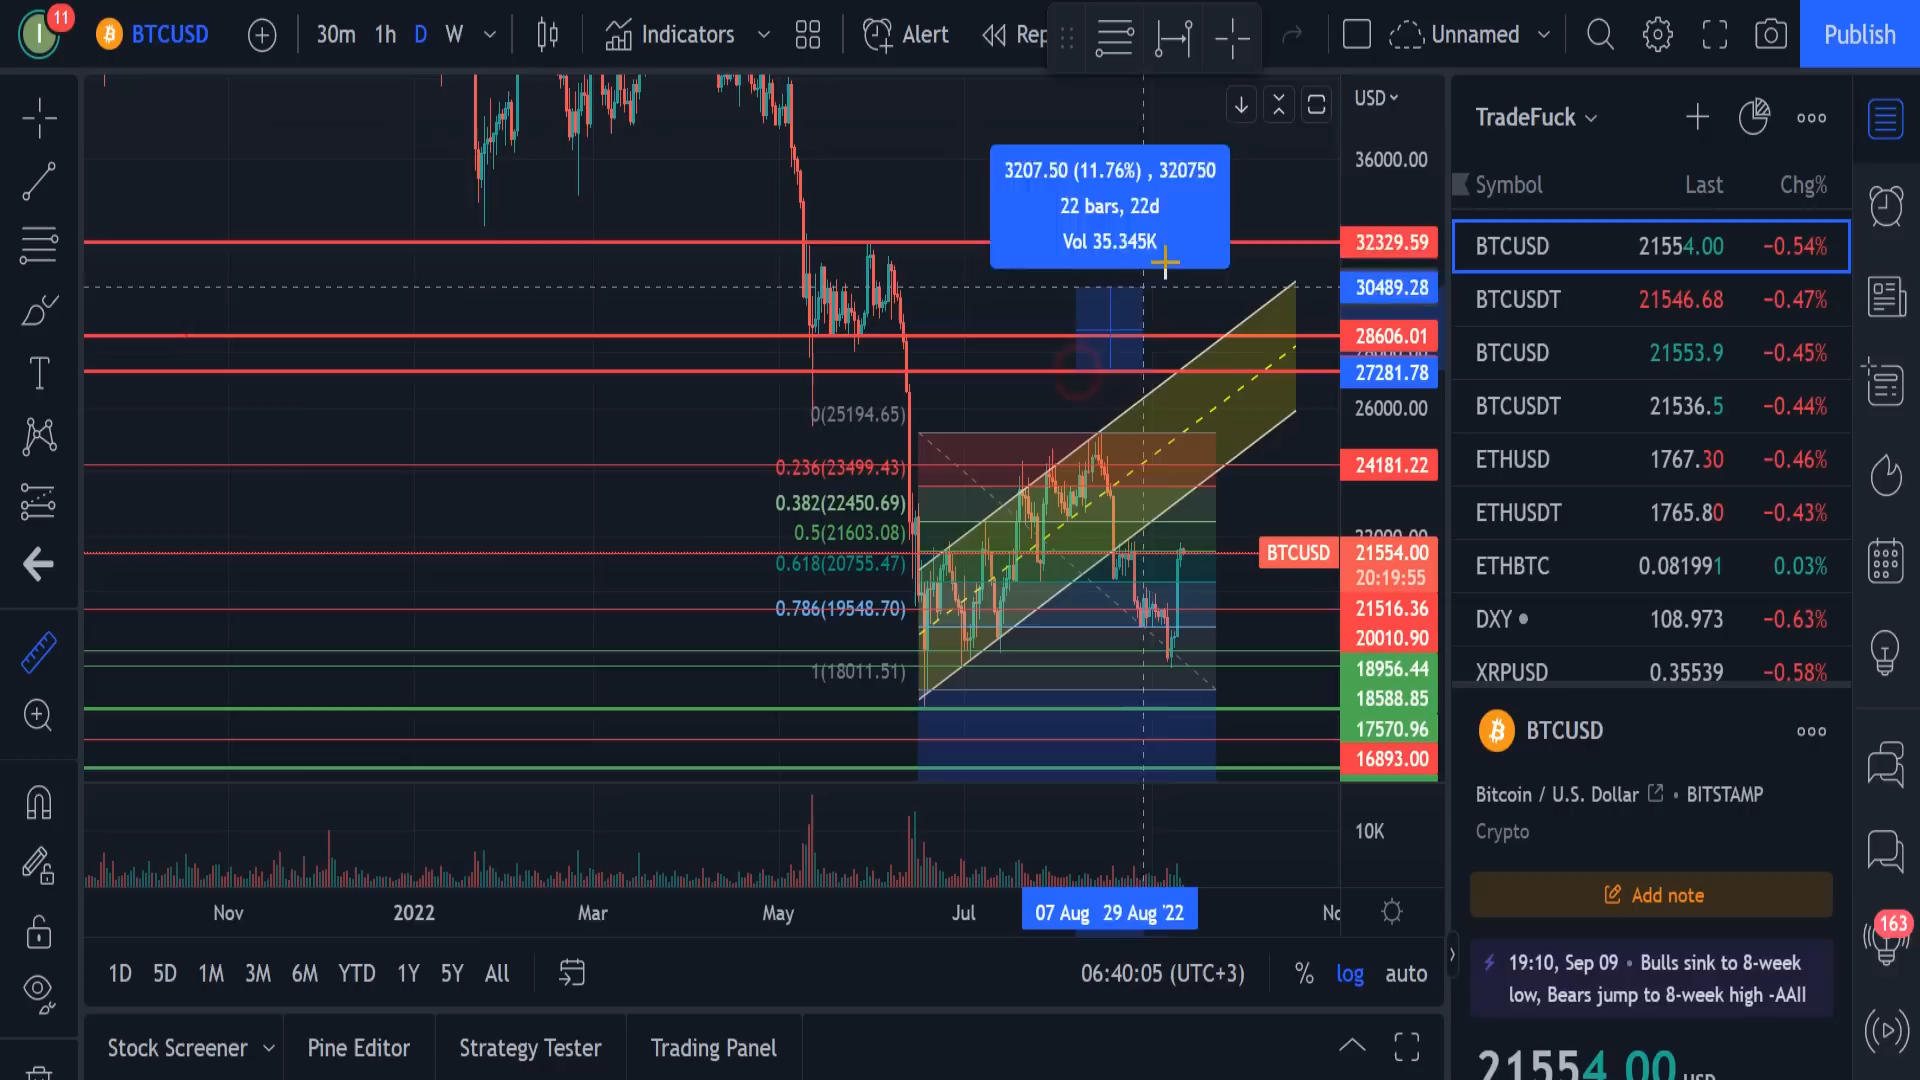 I
11
BTCUSD
30m 1h D W
Indicators
Alert
Rep
Unnamed
Publish
USD
36000.00
32329.59
30489.28
28606.01
27281.78
26000.00
24181.22
BTCUSD
21554.00
20:19:55
21516.36
20010.90
18956.44
18588.85
17570.96
16893.00
10K
3207.50 (11.76%) , 320750
22 bars, 22d
Vol 35.345K
0(25194.65)
0.236(23499.43)
0.382(22450.69)
0.5(21603.08)
0.618(20755.47)
0.786(19548.70)
1(18011.51)
Nov 2022 Mar May Jul 07 Aug 29 Aug '22
1D 5D 1M 3M 6M YTD 1Y 5Y All
06:40:05 (UTC+3) % log auto
Stock Screener Pine Editor Strategy Tester Trading Panel
TradeFuck
Symbol Last Chg%
BTCUSD 21554.00 −0.54%
BTCUSDT 21546.68 −0.47%
BTCUSD 21553.9 −0.45%
BTCUSDT 21536.5 −0.44%
ETHUSD 1767.30 −0.46%
ETHUSDT 1765.80 −0.43%
ETHBTC 0.081991 0.03%
DXY 108.973 −0.63%
XRPUSD 0.35539 −0.58%
BTCUSD
Bitcoin / U.S. Dollar • BITSTAMP
Crypto
Add note
19:10, Sep 09 • Bulls sink to 8-week
low, Bears jump to 8-week high -AAII
21554.00 USD
163